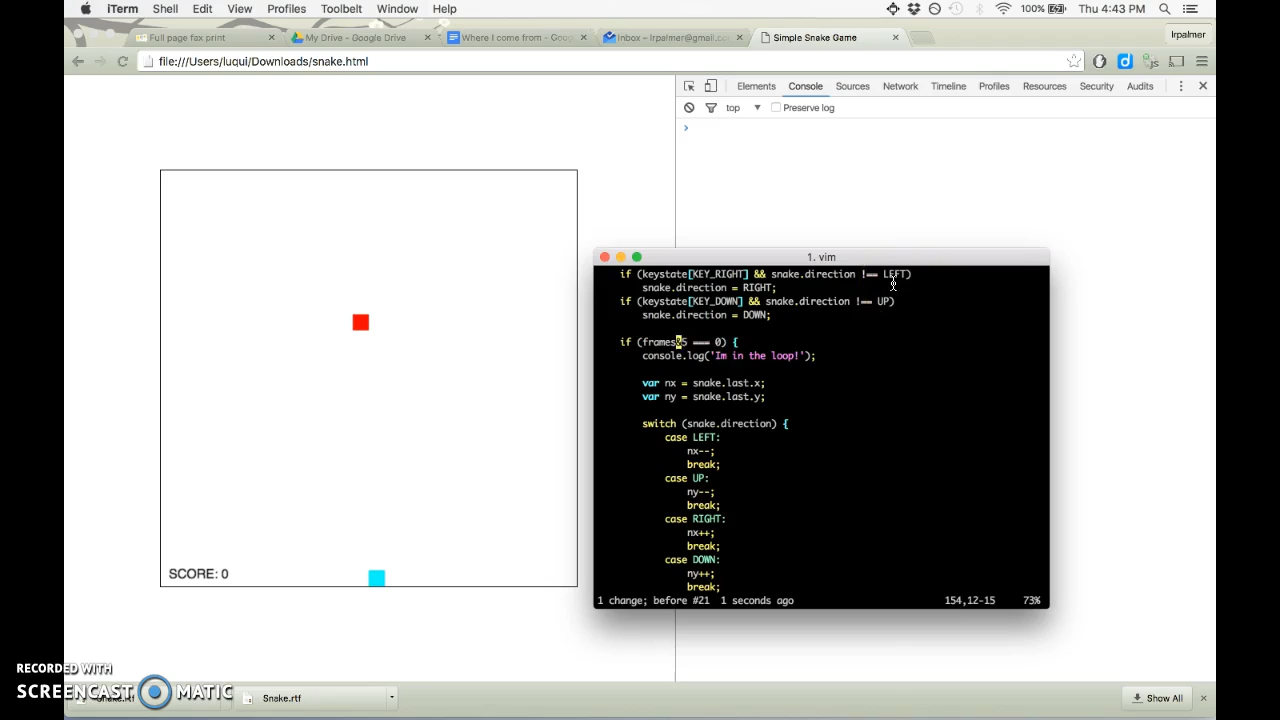 iTerm Shell Edit View Profiles Toolbelt Window Help 100% Thu 4:43 PM
Full page fax print My Drive - Google Drive Where I come from - Goog Inbox - lrpalmer@gmail.co Simple Snake Game lrpalmer
file:///Users/luqui/Downloads/snake.html
Elements Console Sources Network Timeline Profiles Resources Security Audits
top Preserve log
>
1. vim
if (keystate[KEY_RIGHT] && snake.direction !== LEFT)
snake.direction = RIGHT;
if (keystate[KEY_DOWN] && snake.direction !== UP)
snake.direction = DOWN;
if (frames%5 === 0) {
console.log('Im in the loop!');
var nx = snake.last.x;
var ny = snake.last.y;
switch (snake.direction) {
case LEFT:
nx--;
break;
case UP:
ny--;
break;
case RIGHT:
nx++;
break;
case DOWN:
ny++;
break;
1 change; before #21 1 seconds ago 154,12-15 73%
SCORE: 0
RECORDED WITH
SCREENCAST MATIC
Snake.rtf Snake.rtf Show All